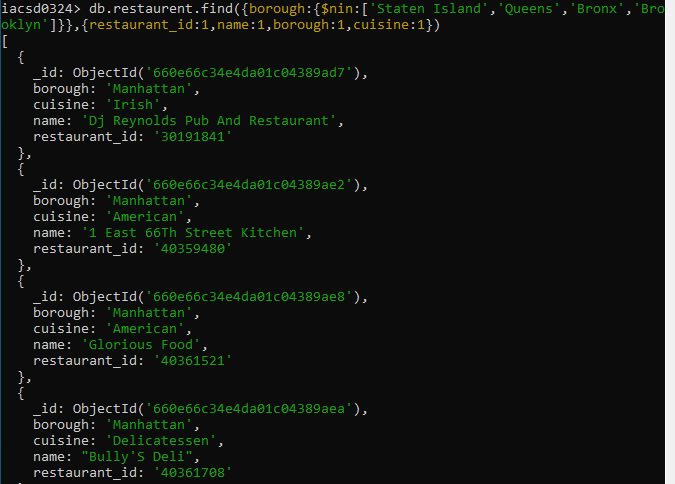 iacsd0324> db.restaurent.find({borough:{$nin:['Staten Island','Queens','Bronx','Bro
oklyn']}},{restaurant_id:1,name:1,borough:1,cuisine:1})
[
  {
    _id: ObjectId('660e66c34e4da01c04389ad7'),
    borough: 'Manhattan',
    cuisine: 'Irish',
    name: 'Dj Reynolds Pub And Restaurant',
    restaurant_id: '30191841'
  },
  {
    _id: ObjectId('660e66c34e4da01c04389ae2'),
    borough: 'Manhattan',
    cuisine: 'American',
    name: '1 East 66Th Street Kitchen',
    restaurant_id: '40359480'
  },
  {
    _id: ObjectId('660e66c34e4da01c04389ae8'),
    borough: 'Manhattan',
    cuisine: 'American',
    name: 'Glorious Food',
    restaurant_id: '40361521'
  },
  {
    _id: ObjectId('660e66c34e4da01c04389aea'),
    borough: 'Manhattan',
    cuisine: 'Delicatessen',
    name: "Bully'S Deli",
    restaurant_id: '40361708'